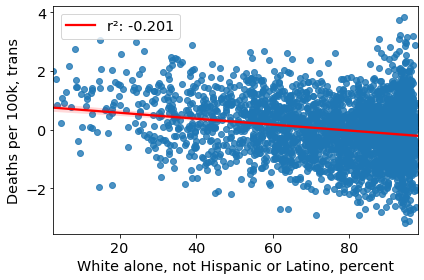 r²: -0.201
Deaths per 100k, trans
4
2
0
−2
20
40
60
80
White alone, not Hispanic or Latino, percent